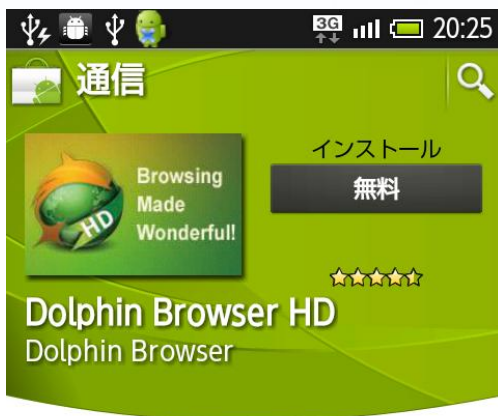 3G 20:25
通信
インストール
無料
Browsing
Made
Wonderful!
HD
Dolphin Browser HD
Dolphin Browser